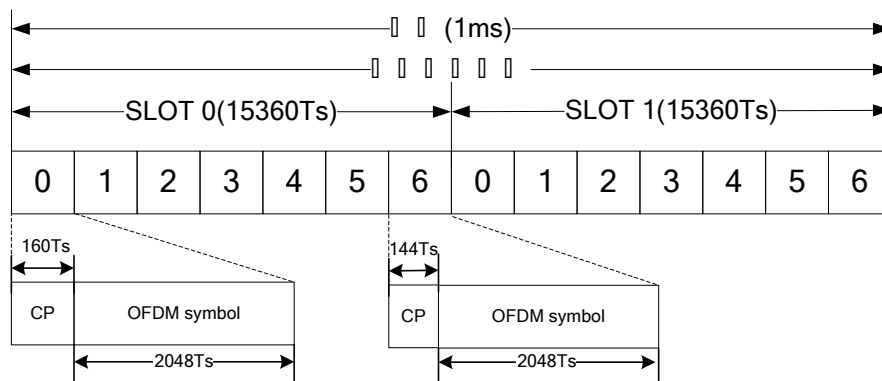 (1ms)
SLOT 0(15360Ts) SLOT 1(15360Ts)
0 1 2 3 4 5 6 0 1 2 3 4 5 6
160Ts 144Ts
CP OFDM symbol CP OFDM symbol
2048Ts 2048Ts